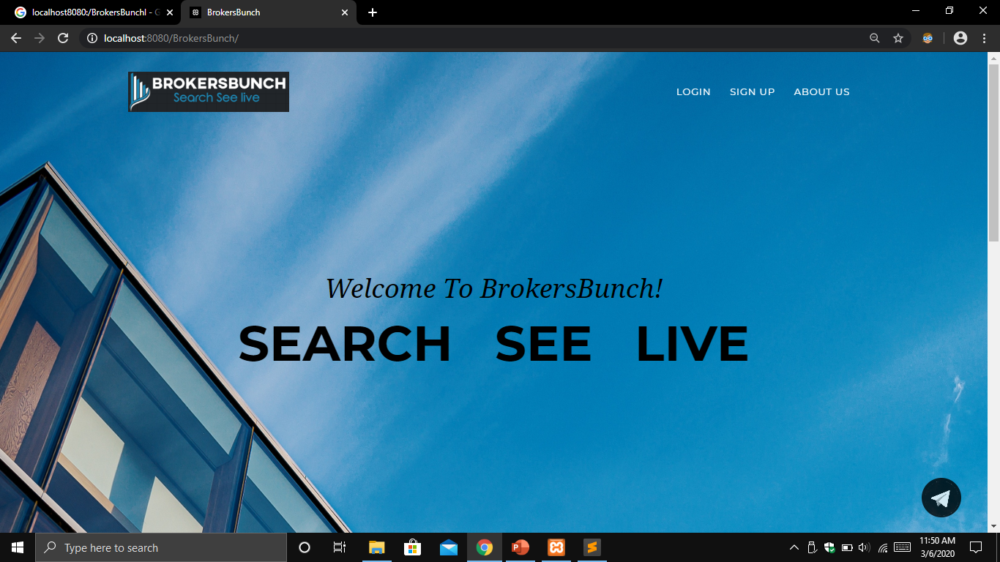 localhost8080:/BrokersBunchl - G
BrokersBunch
localhost:8080/BrokersBunch/
BROKERSBUNCH
Search See live
LOGIN SIGN UP ABOUT US
Welcome To BrokersBunch!
SEARCH SEE LIVE
Type here to search
11:50 AM
3/6/2020